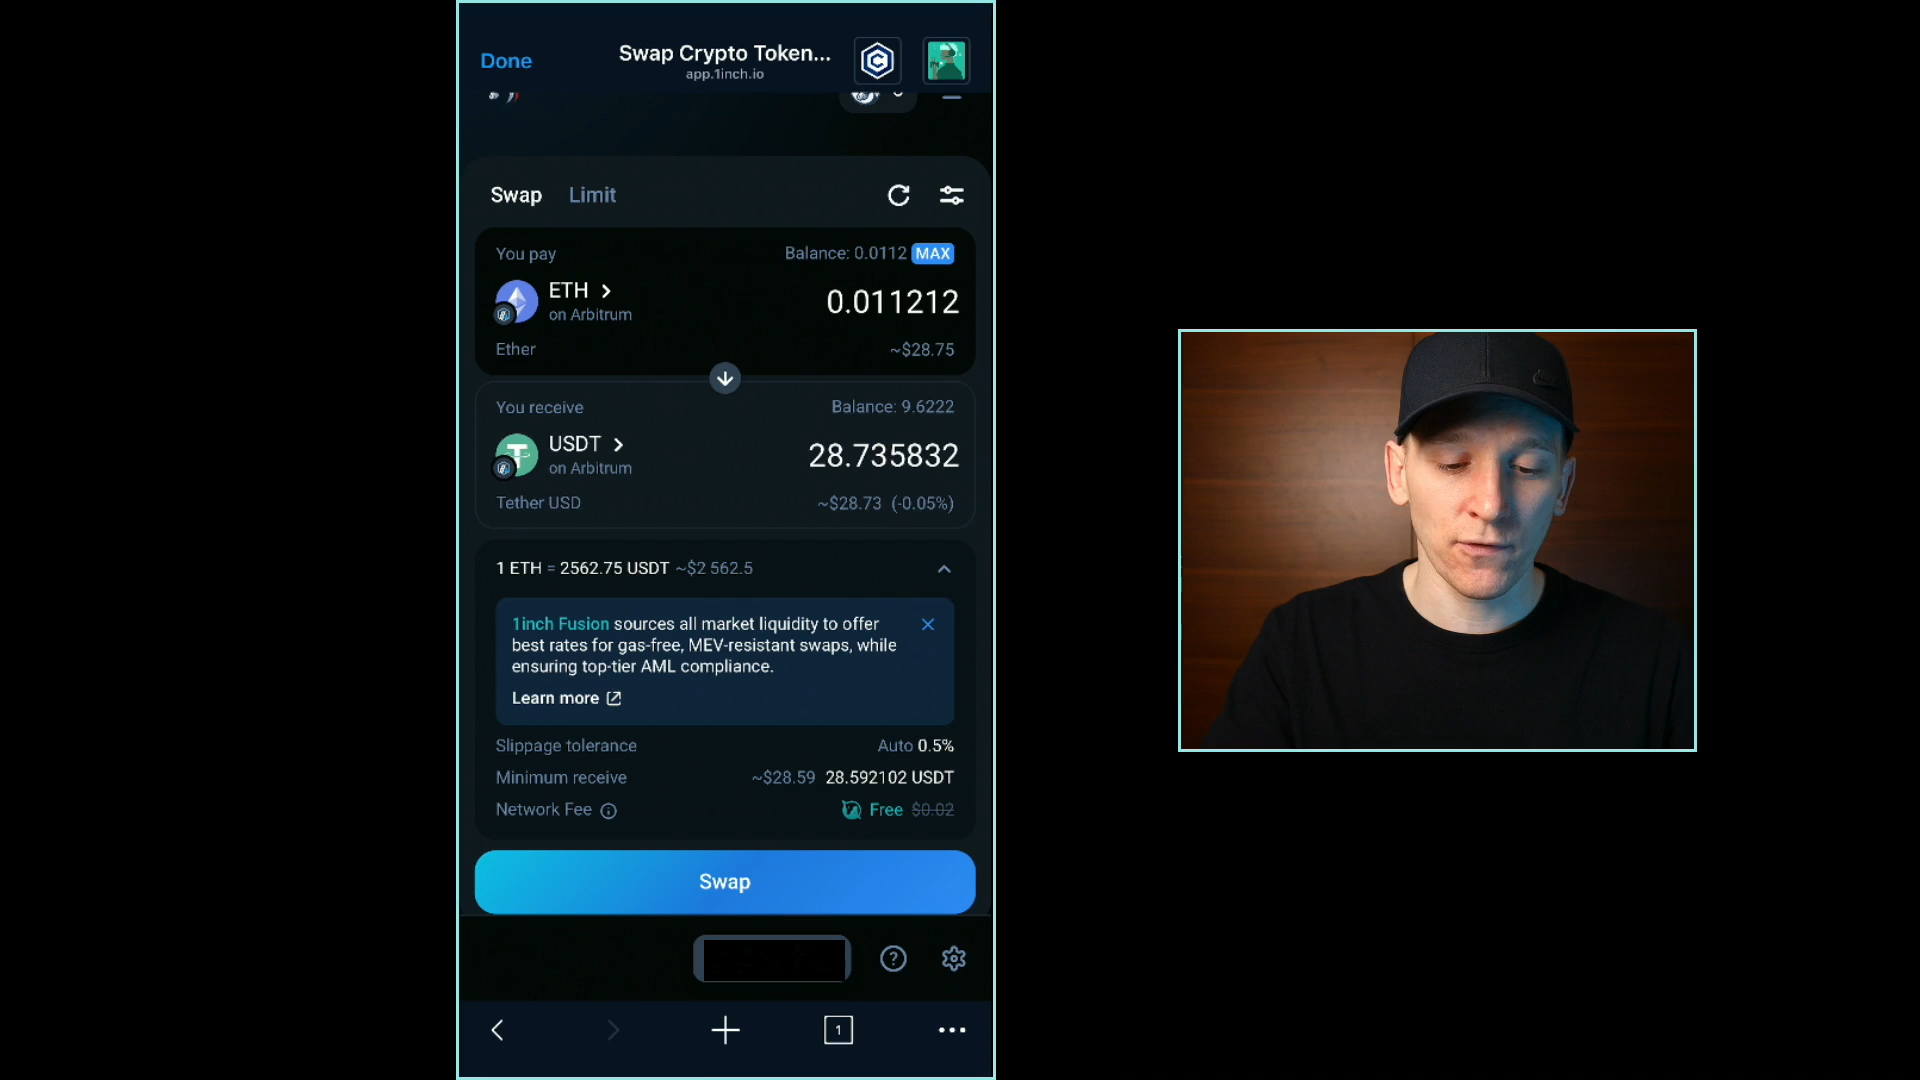 Done
Swap Crypto Token...
app.1inch.io
Swap Limit
You pay Balance: 0.0112 MAX
ETH 0.011212
on Arbitrum
Ether ~$28.75
You receive Balance: 9.6222
USDT 28.735832
on Arbitrum
Tether USD ~$28.73 (-0.05%)
1 ETH = 2562.75 USDT ~$2 562.5
1inch Fusion sources all market liquidity to offer
best rates for gas-free, MEV-resistant swaps, while
ensuring top-tier AML compliance.
Learn more
Slippage tolerance Auto 0.5%
Minimum receive ~$28.59 28.592102 USDT
Network Fee Free $0.02
Swap
1